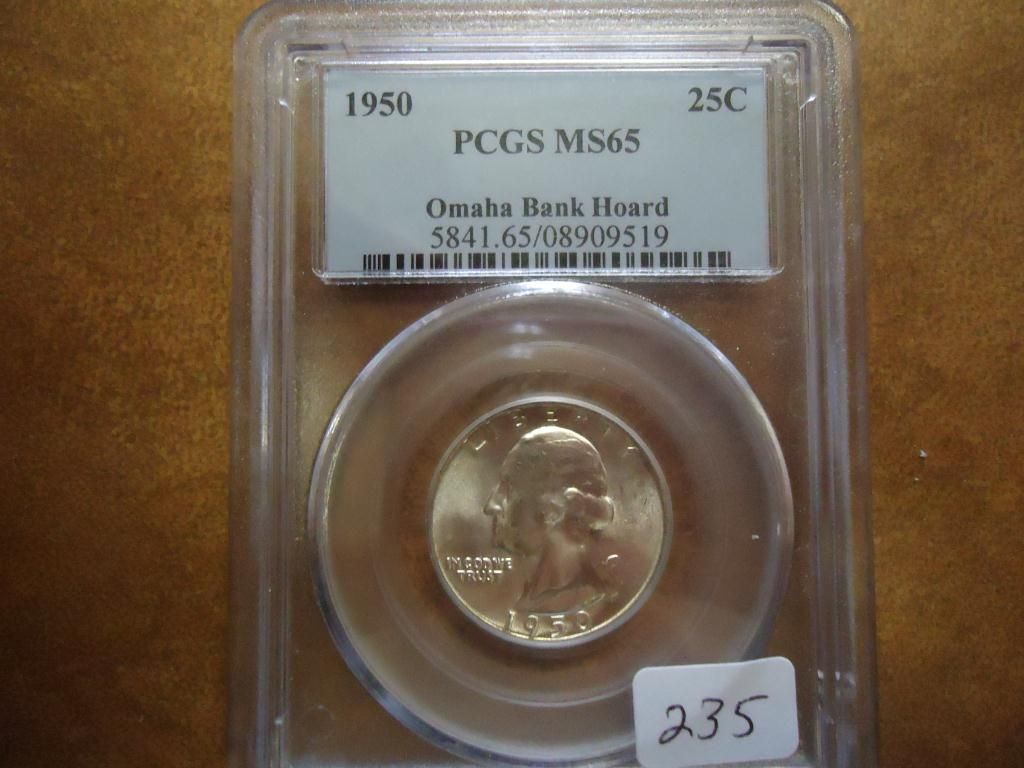 1950 25C
PCGS MS65
Omaha Bank Hoard
5841.65/08909519
LIBERTY
IN GOD WE
TRUST
1950
235